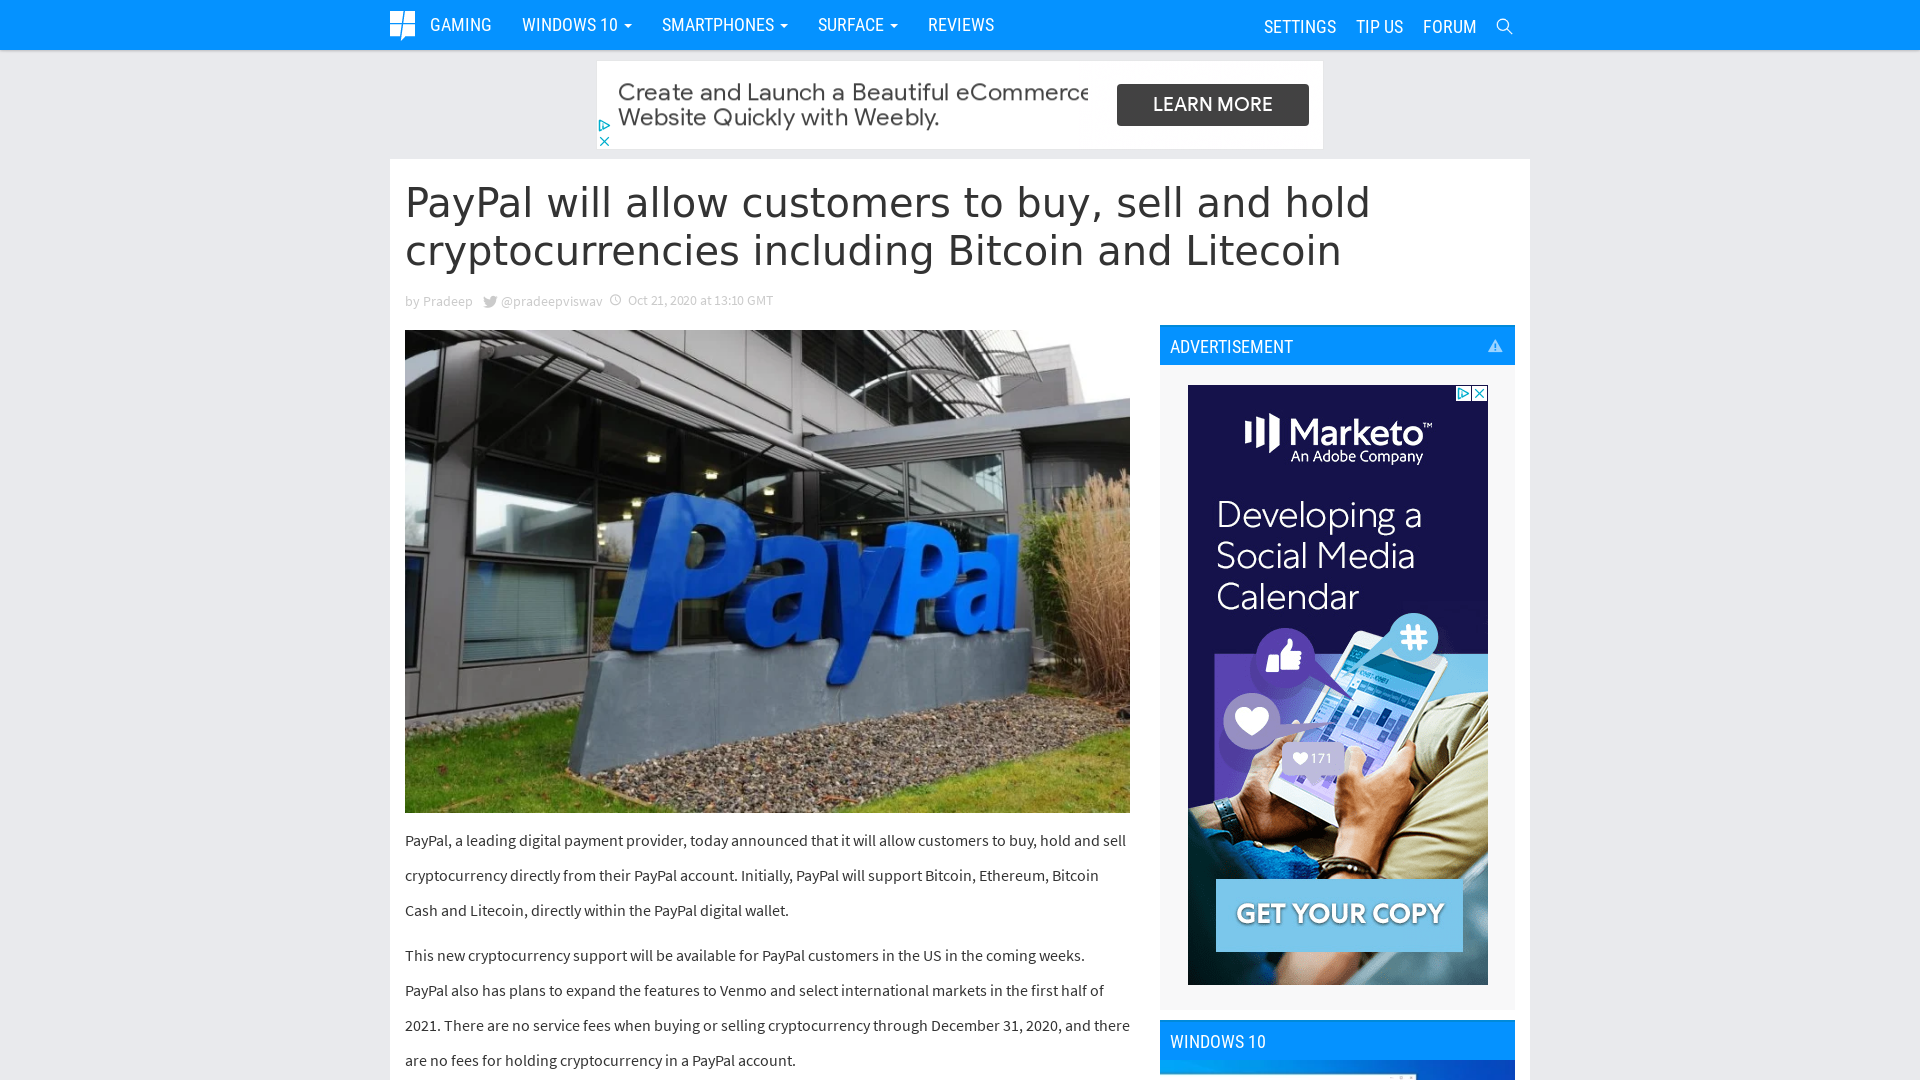 GAMING
WINDOWS 10
SMARTPHONES
SURFACE
REVIEWS
SETTINGS
TIP US
FORUM
Create and Launch a Beautiful eCommerce
Website Quickly with Weebly.
LEARN MORE
PayPal will allow customers to buy, sell and hold
cryptocurrencies including Bitcoin and Litecoin
by Pradeep @pradeepviswav Oct 21, 2020 at 13:10 GMT
PayPal
PayPal, a leading digital payment provider, today announced that it will allow customers to buy, hold and sell
cryptocurrency directly from their PayPal account. Initially, PayPal will support Bitcoin, Ethereum, Bitcoin
Cash and Litecoin, directly within the PayPal digital wallet.
This new cryptocurrency support will be available for PayPal customers in the US in the coming weeks.
PayPal also has plans to expand the features to Venmo and select international markets in the first half of
2021. There are no service fees when buying or selling cryptocurrency through December 31, 2020, and there
are no fees for holding cryptocurrency in a PayPal account.
ADVERTISEMENT
Marketo™
An Adobe Company
Developing a
Social Media
Calendar
#
171
GET YOUR COPY
WINDOWS 10